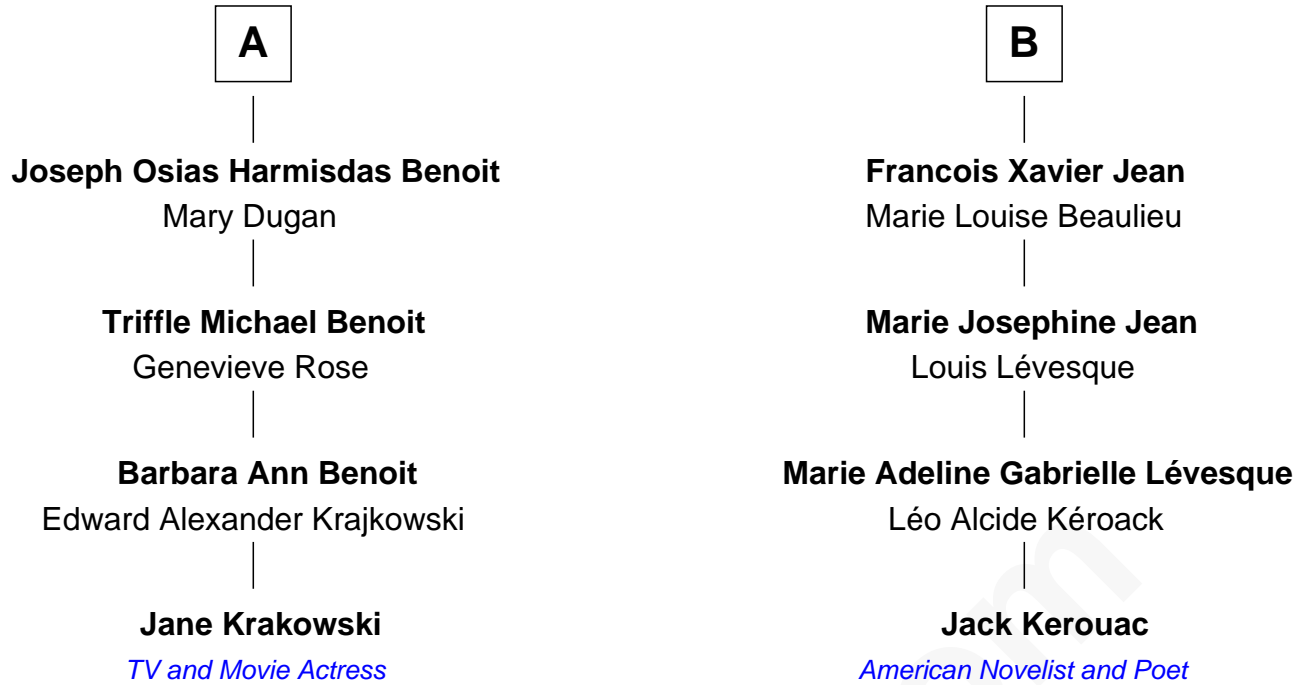 A
Joseph Osias Harmisdas Benoit
Mary Dugan
Triffle Michael Benoit
Genevieve Rose
Barbara Ann Benoit
Edward Alexander Krajkowski
Jane Krakowski
TV and Movie Actress
B
Francois Xavier Jean
Marie Louise Beaulieu
Marie Josephine Jean
Louis Lévesque
Marie Adeline Gabrielle Lévesque
Léo Alcide Kéroack
Jack Kerouac
American Novelist and Poet